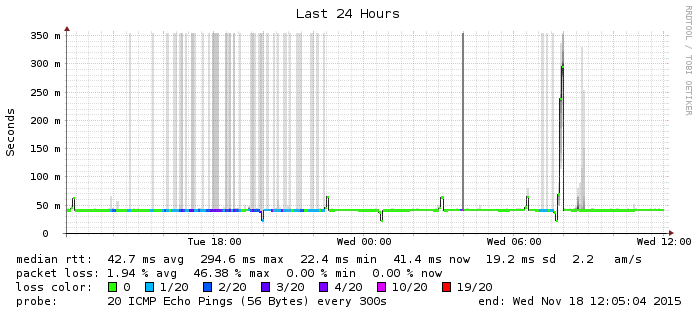 Last 24 Hours
RRDTOOL / TOBI OETIKER
Seconds
350 m
300 m
250 m
200 m
150 m
100 m
50 m
0
Tue 18:00 Wed 00:00 Wed 06:00 Wed 12:00
median rtt: 42.7 ms avg 294.6 ms max 22.4 ms min 41.4 ms now 19.2 ms sd 2.2 am/s
packet loss: 1.94 % avg 46.38 % max 0.00 % min 0.00 % now
loss color: 0 1/20 2/20 3/20 4/20 10/20 19/20
probe: 20 ICMP Echo Pings (56 Bytes) every 300s end: Wed Nov 18 12:05:04 2015